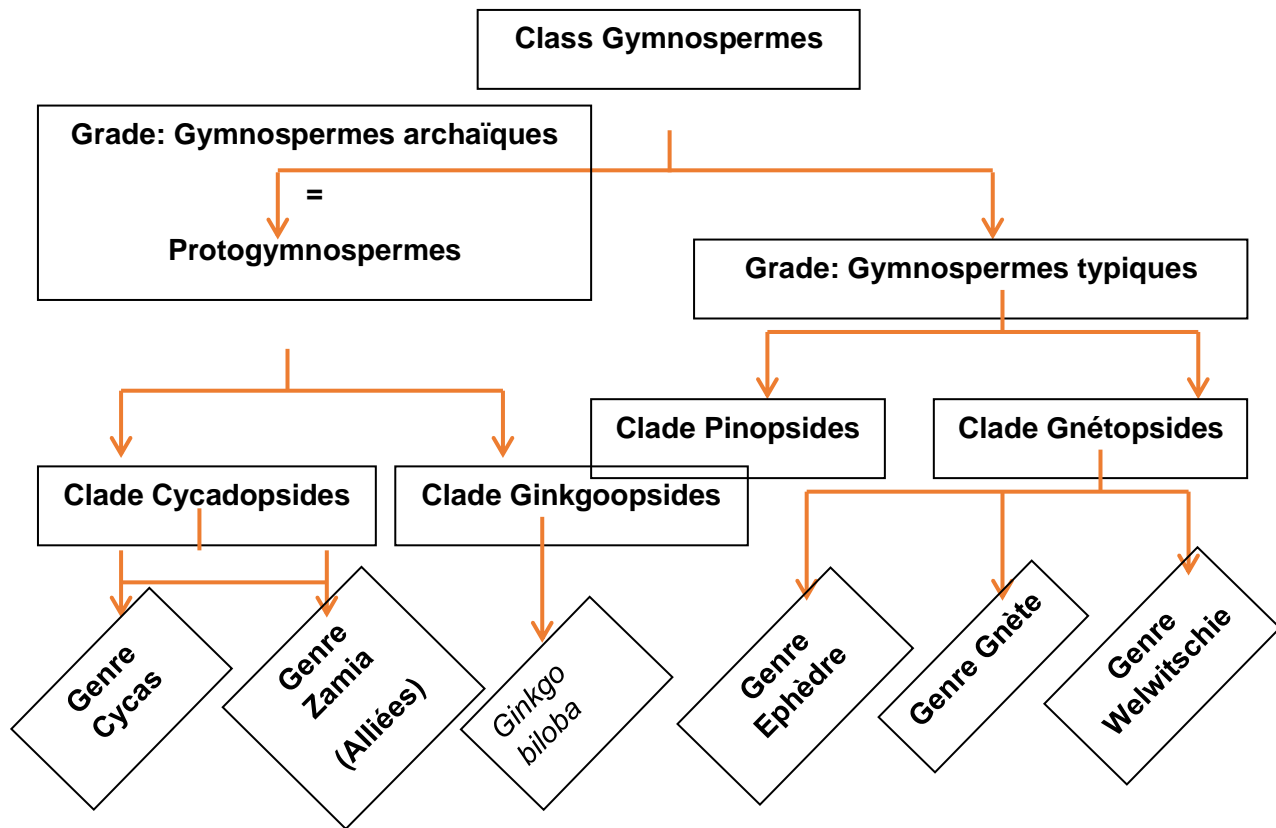 Class Gymnospermes
Grade: Gymnospermes archaïques
=
Protogymnospermes
Grade: Gymnospermes typiques
Clade Pinopsides
Clade Gnétopsides
Clade Cycadopsides
Clade Ginkgoopsides
Genre
Cycas
Genre
Zamia
(Alliées)
Ginkgo
biloba
Genre
Ephèdre
Genre Gnète
Genre
Welwitschie